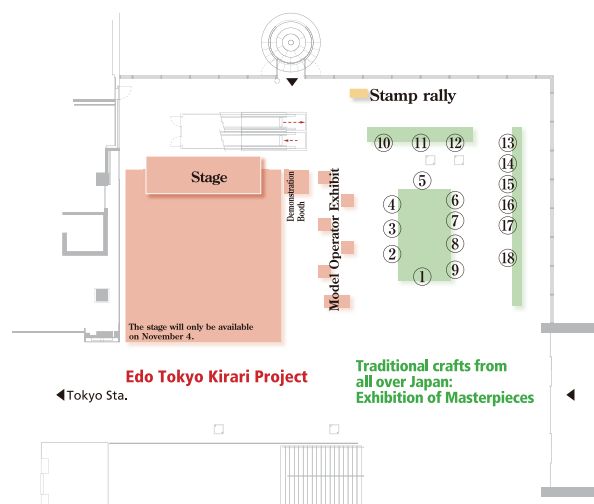 Stamp rally
⑩ ⑪ ⑫ ⑬
⑭
Stage
⑤
⑮
Demonstration
Booth
Model Operator Exhibit
④
⑥
⑯
③
⑦
⑰
②
⑧
⑱
①
⑨
The stage will only be available
on November 4.
Edo Tokyo Kirari Project
Traditional crafts from
all over Japan:
Exhibition of Masterpieces
◀Tokyo Sta.